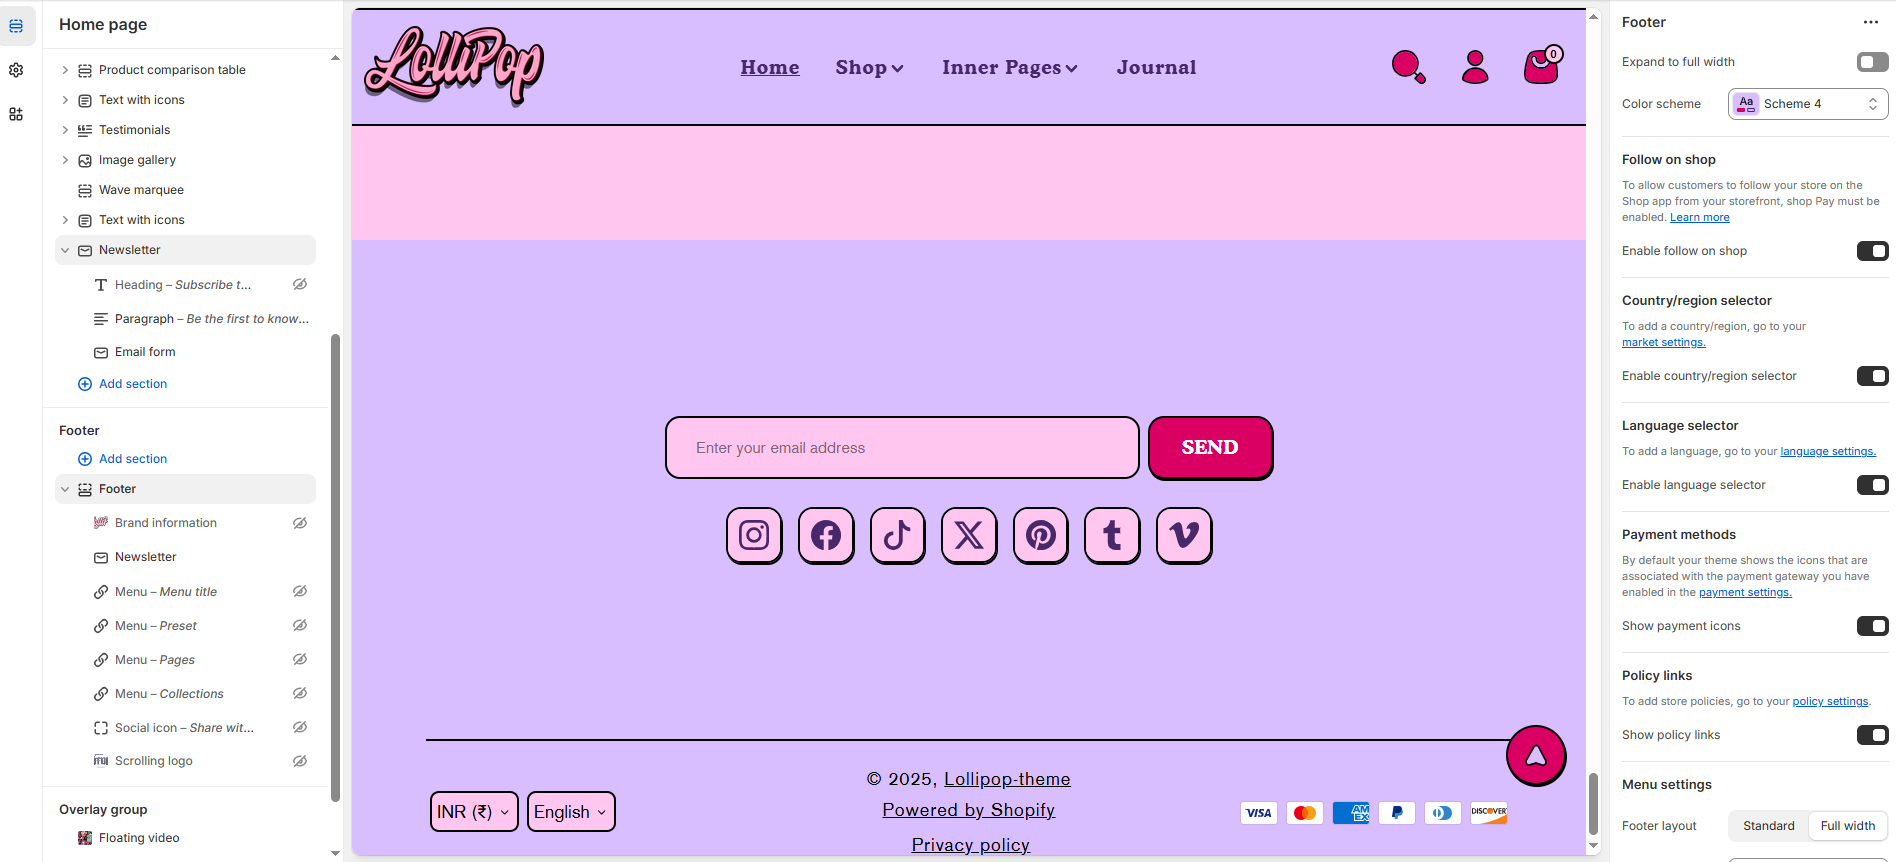 Home page
Product comparison table
Text with icons
Testimonials
Image gallery
Wave marquee
Text with icons
Newsletter
Heading – Subscribe t...
Paragraph – Be the first to know...
Email form
Add section
Footer
Add section
Footer
Brand information
Newsletter
Menu – Menu title
Menu – Preset
Menu – Pages
Menu – Collections
Social icon – Share wit...
Scrolling logo
Overlay group
Floating video
LolliPop
Home
Shop
Inner Pages
Journal
0
Enter your email address
SEND
© 2025, Lollipop-theme
Powered by Shopify
Privacy policy
INR (₹)
English
VISA
AM EX
DISCOVER
Footer
Expand to full width
Color scheme
Aa
Scheme 4
Follow on shop
To allow customers to follow your store on the
Shop app from your storefront, shop Pay must be
enabled. Learn more
Enable follow on shop
Country/region selector
To add a country/region, go to your
market settings.
Enable country/region selector
Language selector
To add a language, go to your language settings.
Enable language selector
Payment methods
By default your theme shows the icons that are
associated with the payment gateway you have
enabled in the payment settings.
Show payment icons
Policy links
To add store policies, go to your policy settings.
Show policy links
Menu settings
Footer layout
Standard
Full width